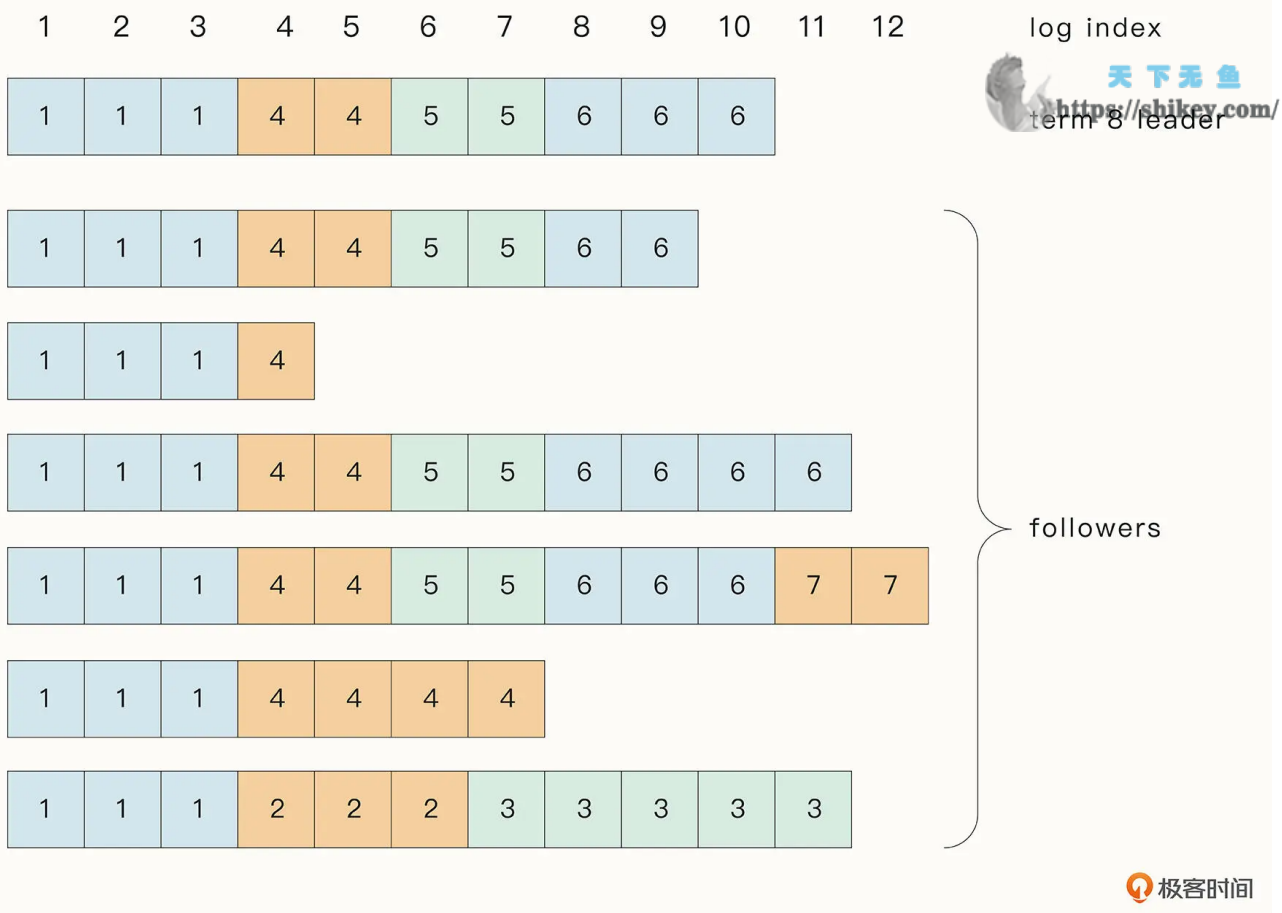 1 2 3 4 5 6 7 8 9 10 11 12 log index
天下无鱼
https://shikey.com/
1 1 1 4 4 5 5 6 6 6 term 8 leader
1 1 1 4 4 5 5 6 6
1 1 1 4
1 1 1 4 4 5 5 6 6 6 6
followers
1 1 1 4 4 5 5 6 6 6 7 7
1 1 1 4 4 4 4
1 1 1 2 2 2 3 3 3 3 3
极客时间